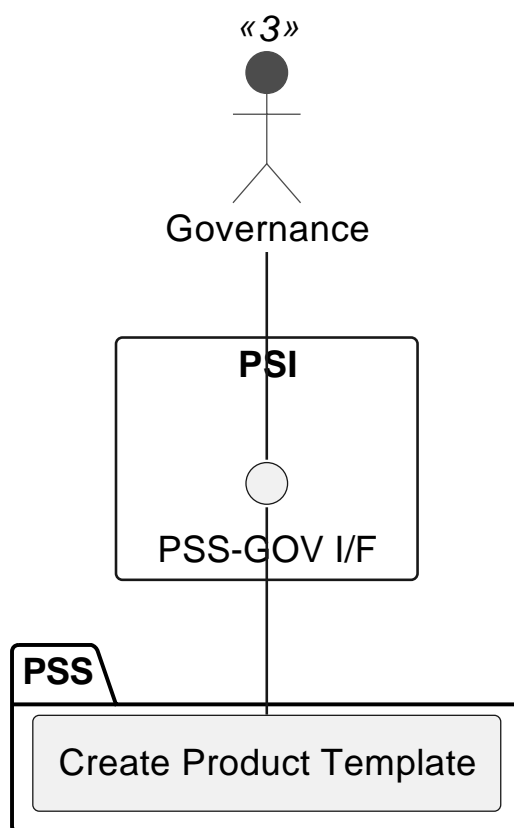 «3»
Governance
PSI
PSS-GOV I/F
PSS
Create Product Template